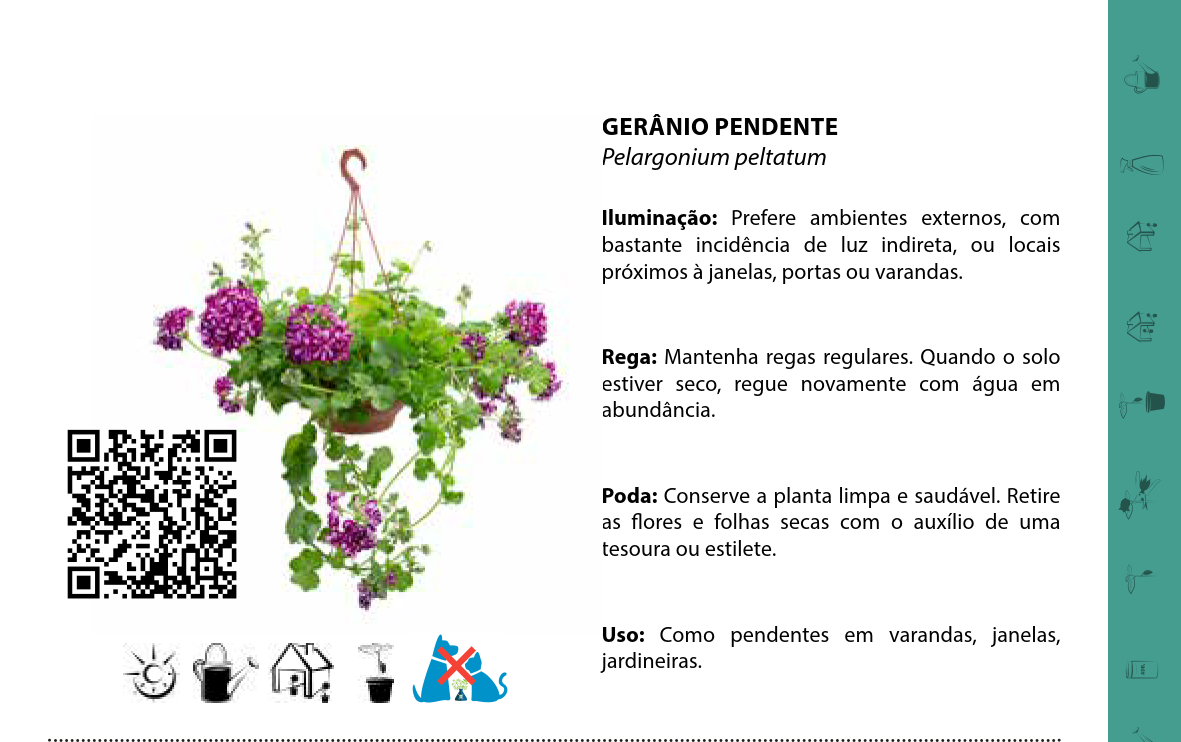 GERÂNIO PENDENTE
Pelargonium peltatum
Iluminação: Prefere ambientes externos, com
bastante incidência de luz indireta, ou locais
próximos à janelas, portas ou varandas.
Rega: Mantenha regas regulares. Quando o solo
estiver seco, regue novamente com água em
abundância.
Poda: Conserve a planta limpa e saudável. Retire
as flores e folhas secas com o auxílio de uma
tesoura ou estilete.
Uso: Como pendentes em varandas, janelas,
jardineiras.